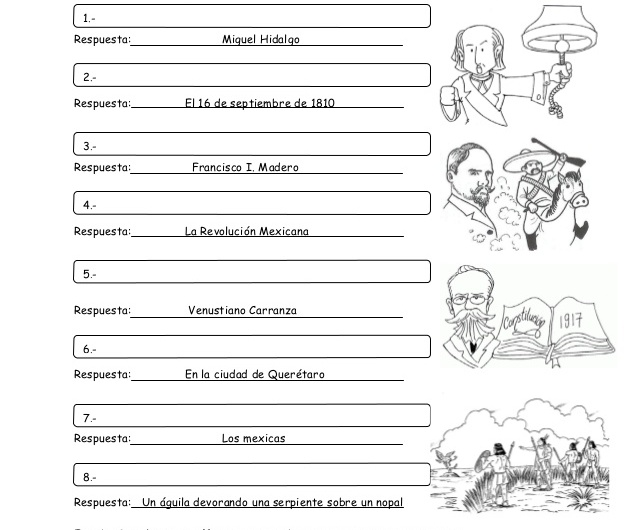 1.-
Respuesta: Miguel Hidalgo
2.-
Respuesta: El 16 de septiembre de 1810
3.-
Respuesta: Francisco I. Madero
4.-
Respuesta: La Revolución Mexicana
5.-
Respuesta: Venustiano Carranza
6.-
Respuesta: En la ciudad de Querétaro
7.-
Respuesta: Los mexicas
8.-
Respuesta: Un águila devorando una serpiente sobre un nopal
Constitución 1917